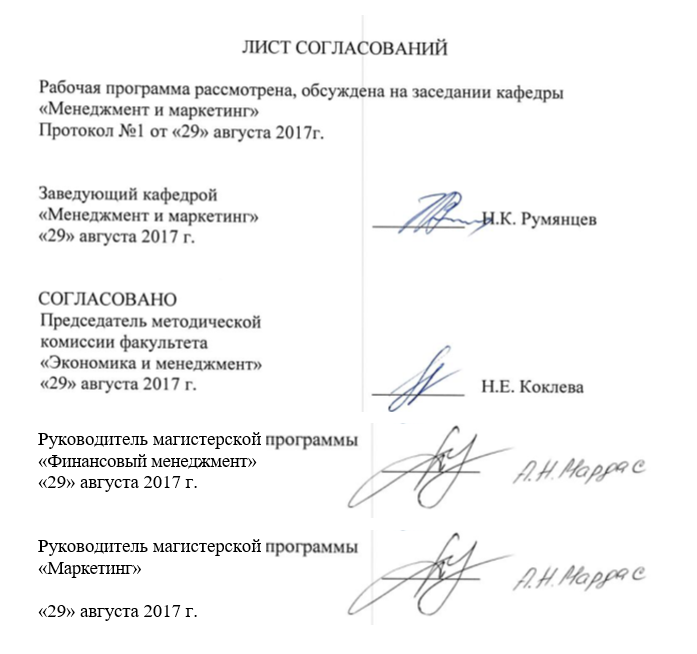 ЛИСТ СОГЛАСОВАНИЙ
Рабочая программа рассмотрена, обсуждена на заседании кафедры
«Менеджмент и маркетинг»
Протокол №1 от «29» августа 2017г.
Заведующий кафедрой
«Менеджмент и маркетинг»
«29» августа 2017 г.
Н.К. Румянцев
СОГЛАСОВАНО
Председатель методической
комиссии факультета
«Экономика и менеджмент»
«29» августа 2017 г.
Н.Е. Коклева
Руководитель магистерской программы
«Финансовый менеджмент»
«29» августа 2017 г.
А.Н. Мардас
Руководитель магистерской программы
«Маркетинг»
А.Н. Мардас
«29» августа 2017 г.